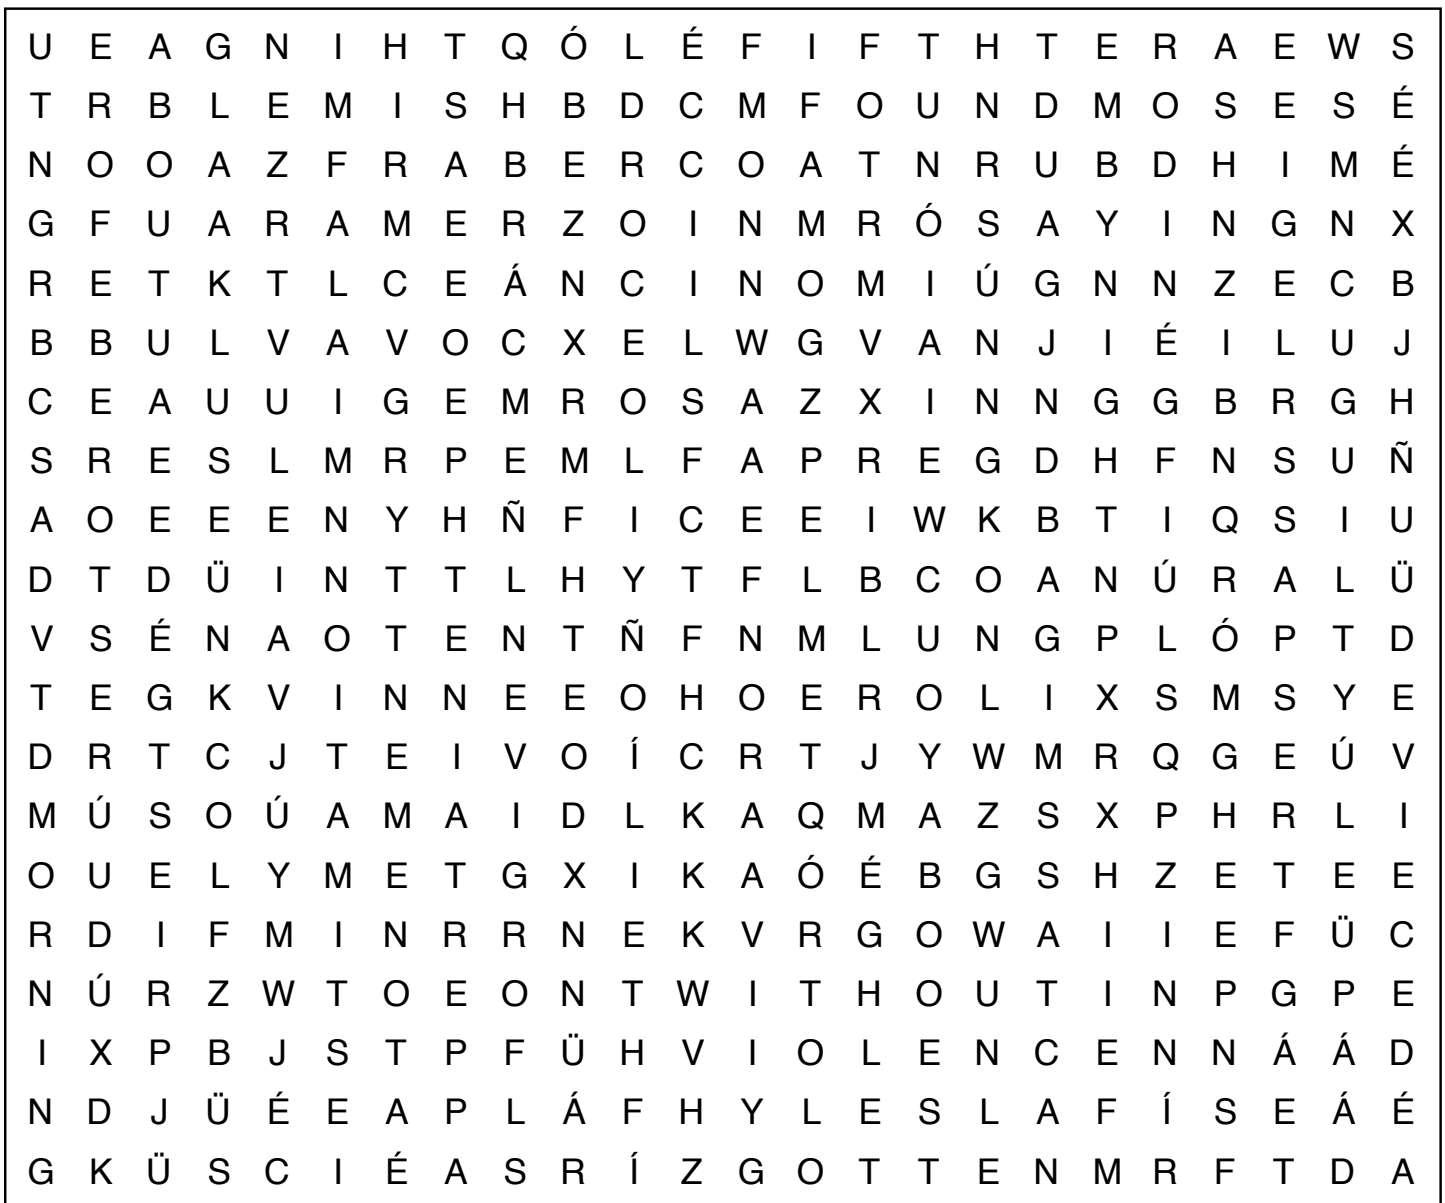 U E A G N I H T Q Ó L É F I F T H T E R A E W S
T R B L E M I S H B D C M F O U N D M O S E S É
N O O A Z F R A B E R C O A T N R U B D H I M É
G F U A R A M E R Z O I N M R Ó S A Y I N G N X
R E T K T L C E Á N C I N O M I Ú G N N Z E C B
B B U L V A V O C X E L W G V A N J I É I L U J
C E A U U I G E M R O S A Z X I N N G G B R G H
S R E S L M R P E M L F A P R E G D H F N S U Ñ
A O E E E N Y H Ñ F I C E E I W K B T I Q S I U
D T D Ü I N T T L H Y T F L B C O A N Ú R A L Ü
V S É N A O T E N T Ñ F N M L U N G P L Ó P T D
T E G K V I N N E E O H O E R O L I X S M S Y E
D R T C J T E I V O Í C R T J Y W M R Q G E Ú V
M Ú S O Ú A M A I D L K A Q M A Z S X P H R L I
O U E L Y M E T G X I K A Ó É B G S H Z E T E E
R D I F M I N R R N E K V R G O W A I I E F Ü C
N Ú R Z W T O E O N T W I T H O U T I N P G P E
I X P B J S T P F Ü H V I O L E N C E N N Á Á D
N D J Ü É E A P L Á F H Y L E S L A F Í S E Á É
G K Ü S C I É A S R Í Z G O T T E N M R F T D A